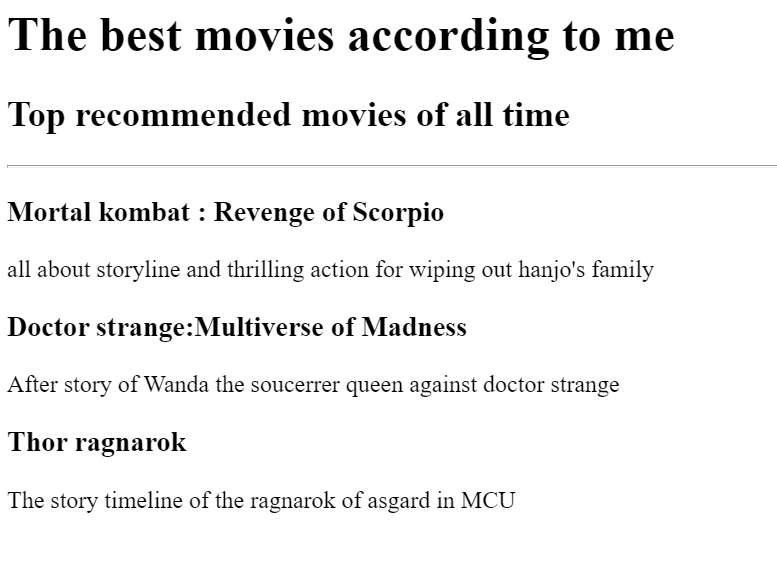 The best movies according to me
Top recommended movies of all time
Mortal kombat : Revenge of Scorpio
all about storyline and thrilling action for wiping out hanjo's family
Doctor strange:Multiverse of Madness
After story of Wanda the soucerrer queen against doctor strange
Thor ragnarok
The story timeline of the ragnarok of asgard in MCU